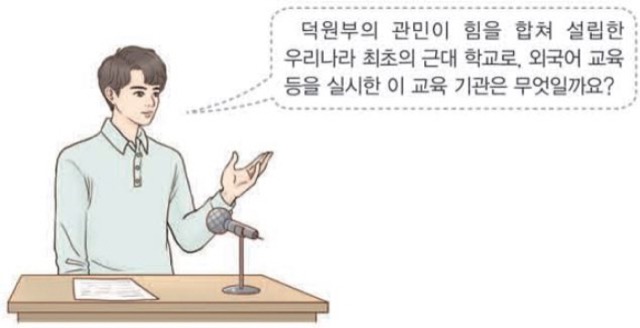 덕원부의 관민이 힘을 합쳐 설립한
우리나라 최초의 근대 학교로, 외국어 교육
등을 실시한 이 교육 기관은 무엇일까요?